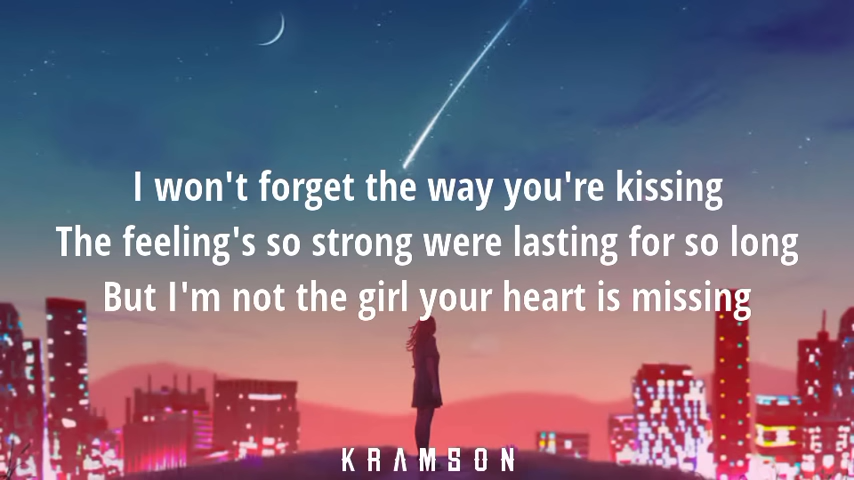 I won't forget the way you're kissing
The feeling's so strong were lasting for so long
But I'm not the girl your heart is missing
KRAMSON